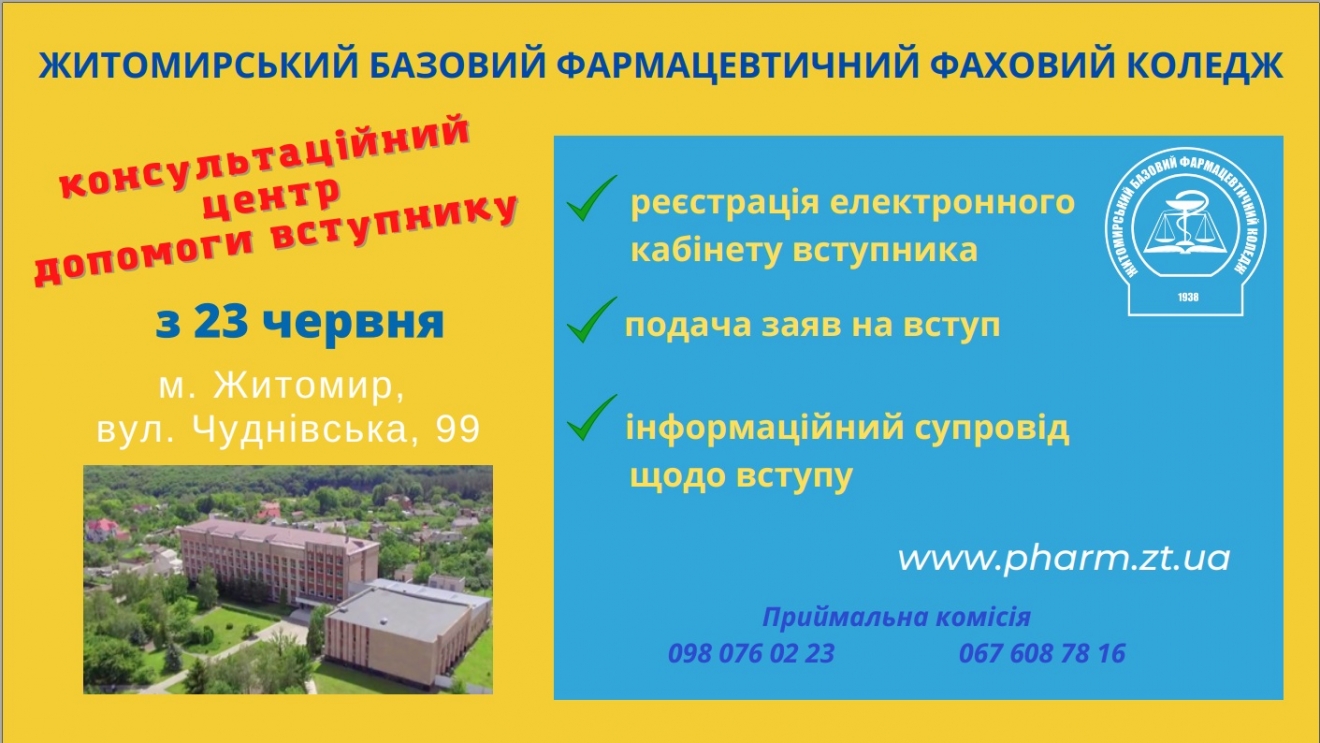 ЖИТОМИРСЬКИЙ БАЗОВИЙ ФАРМАЦЕВТИЧНИЙ ФАХОВИЙ КОЛЕДЖ
консультаційний
центр
допомоги вступнику
з 23 червня
м. Житомир,
вул. Чуднівська, 99
реєстрація електронного
кабінету вступника
подача заяв на вступ
інформаційний супровід
щодо вступу
ЖИТОМИРСЬКИЙ БАЗОВИЙ ФАРМАЦЕВТИЧНИЙ КОЛЕДЖ
1938
www.pharm.zt.ua
Приймальна комісія
098 076 02 23 067 608 78 16